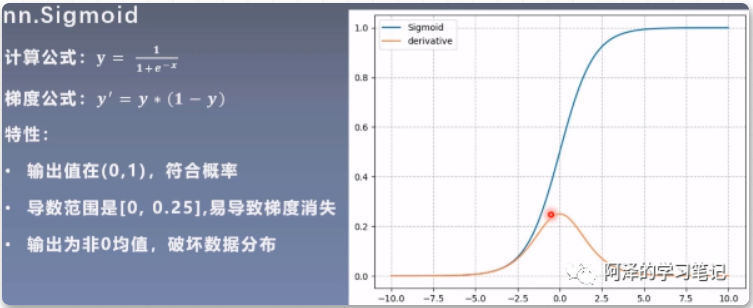 nn.Sigmoid
计算公式：y = 1/(1+e^{-x})
梯度公式：y' = y * (1 − y)
特性：
• 输出值在(0,1)，符合概率
• 导数范围是[0, 0.25],易导致梯度消失
• 输出为非0均值，破坏数据分布
Sigmoid
derivative
1.0
0.8
0.6
0.4
0.2
0.0
−10.0 −7.5 −5.0 −2.5 0.0 2.5 5.0 7.5 10.0
阿泽的学习笔记